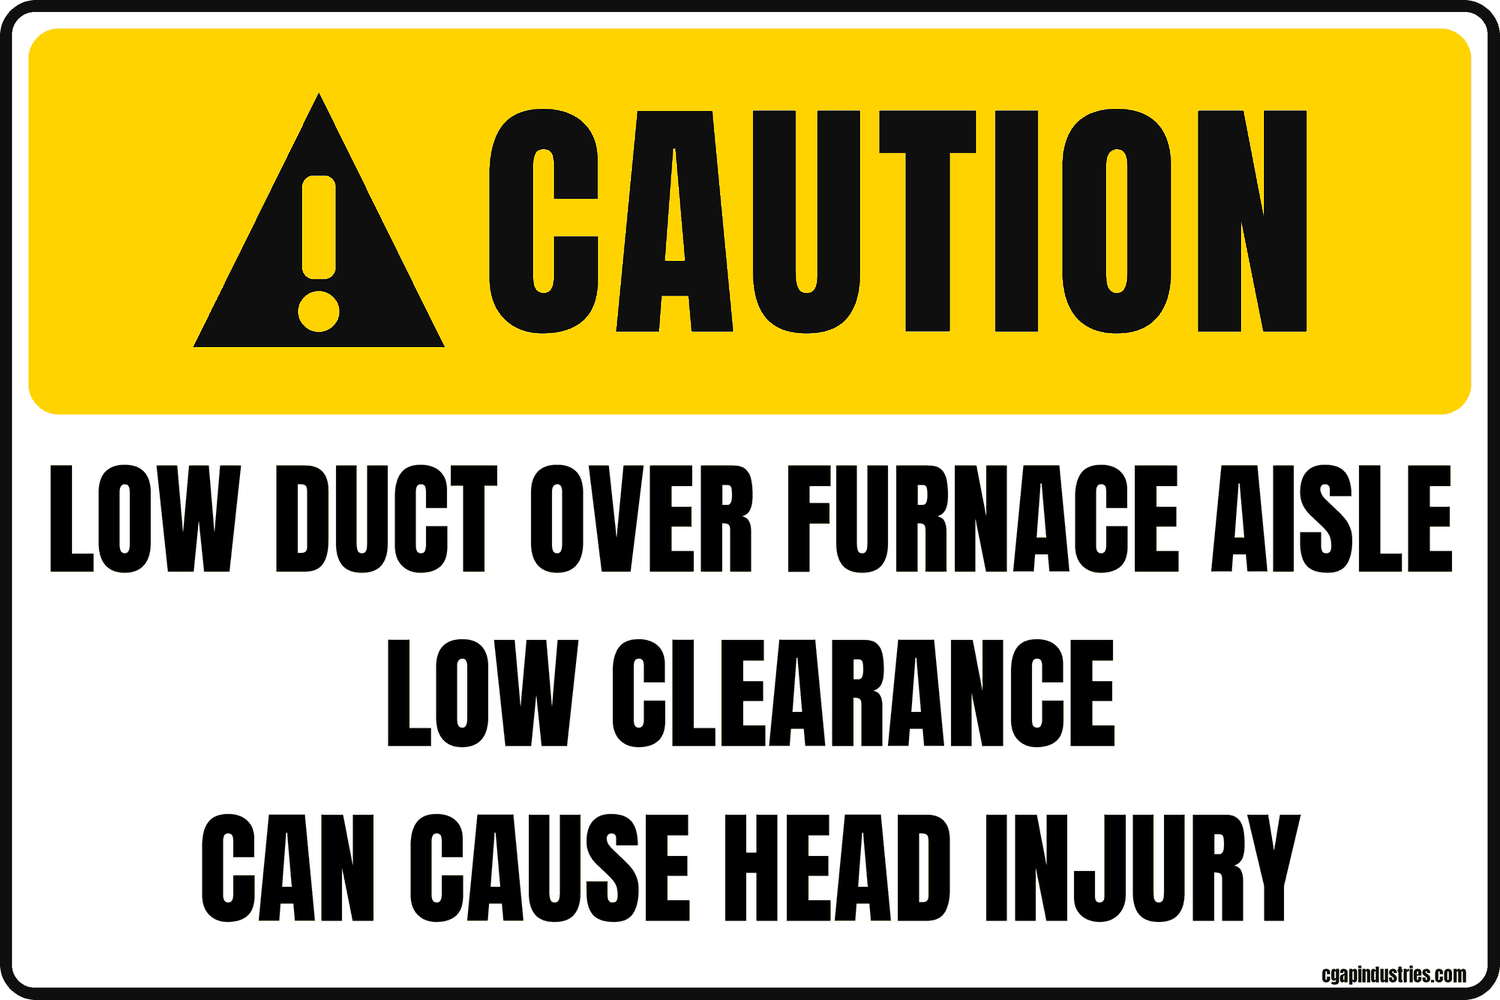 CAUTION
LOW DUCT OVER FURNACE AISLE
LOW CLEARANCE
CAN CAUSE HEAD INJURY
cgapindustries.com